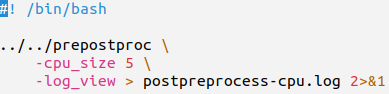 #! /bin/bash
../../prepostproc \
-cpu_size 5 \
-log_view > postpreprocess-cpu.log 2>&1